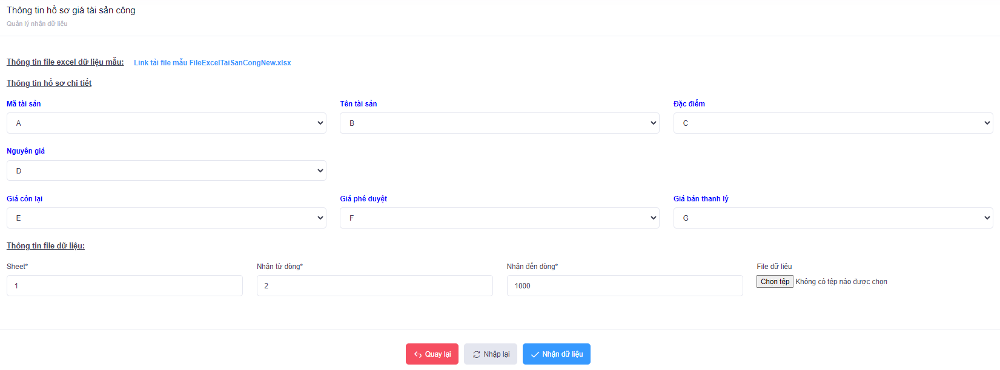 Thông tin hồ sơ giá tài sản công
Quản lý nhận dữ liệu
Thông tin file excel dữ liệu mẫu: Link tải file mẫu FileExcelTaiSanCongNew.xlsx
Thông tin hồ sơ chi tiết
Mã tài sản Tên tài sản Đặc điểm
A B C
Nguyên giá
D
Giá còn lại Giá phê duyệt Giá bán thanh lý
E F G
Thông tin file dữ liệu:
Sheet* Nhận từ dòng* Nhận đến dòng* File dữ liệu
1 2 1000 Chọn tệp Không có tệp nào được chọn
Quay lại Nhập lại Nhận dữ liệu